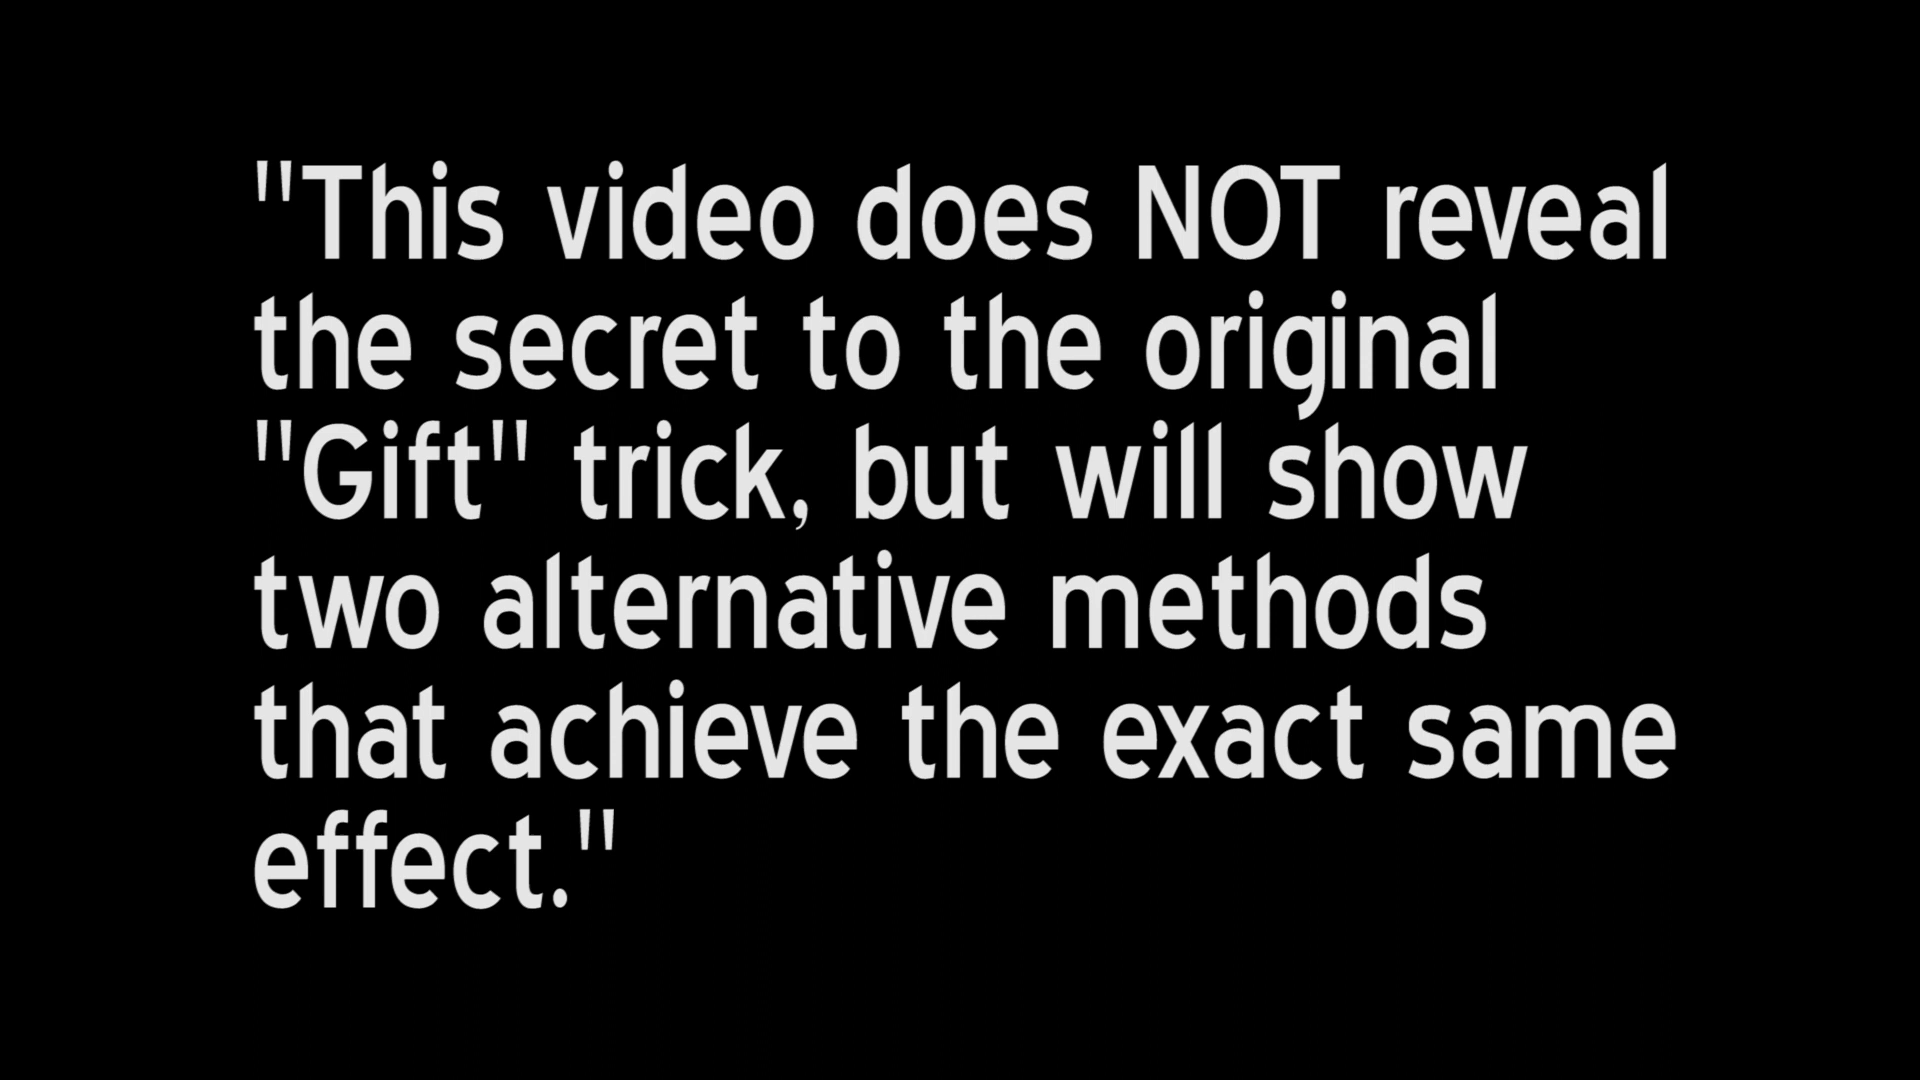 "This video does NOT reveal
the secret to the original
"Gift" trick, but will show
two alternative methods
that achieve the exact same
effect."